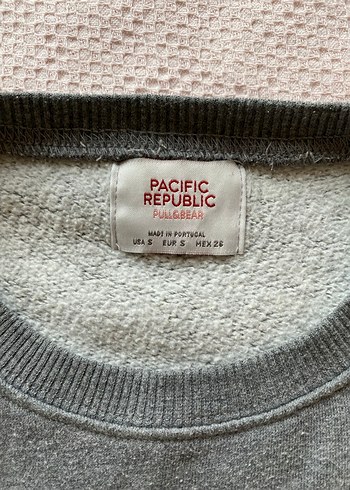 PACIFIC
REPUBLIC
PULL&BEAR
MADE IN PORTUGAL
USA S EUR S MEX 26